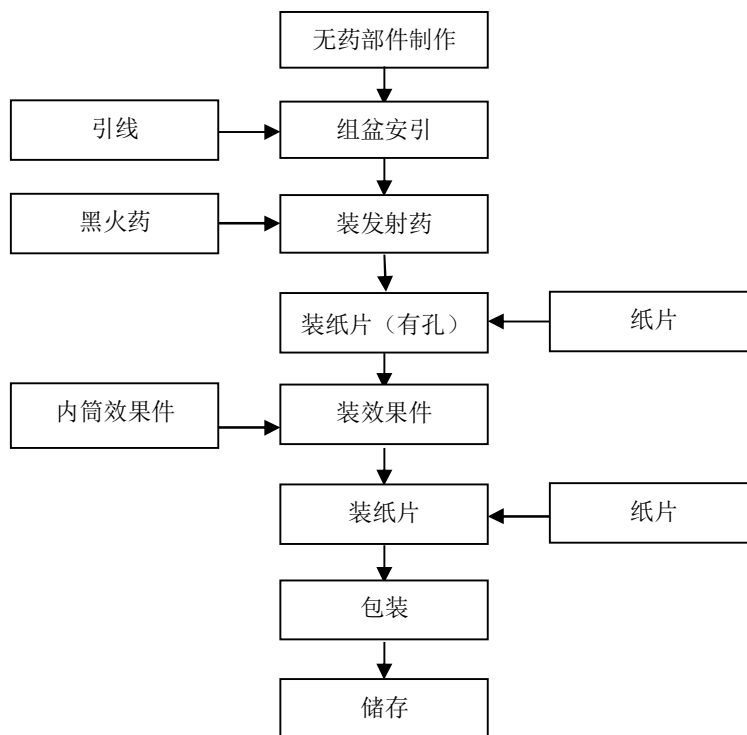 无药部件制作
引线
组盆安引
黑火药
装发射药
装纸片（有孔）
纸片
内筒效果件
装效果件
装纸片
纸片
包装
储存